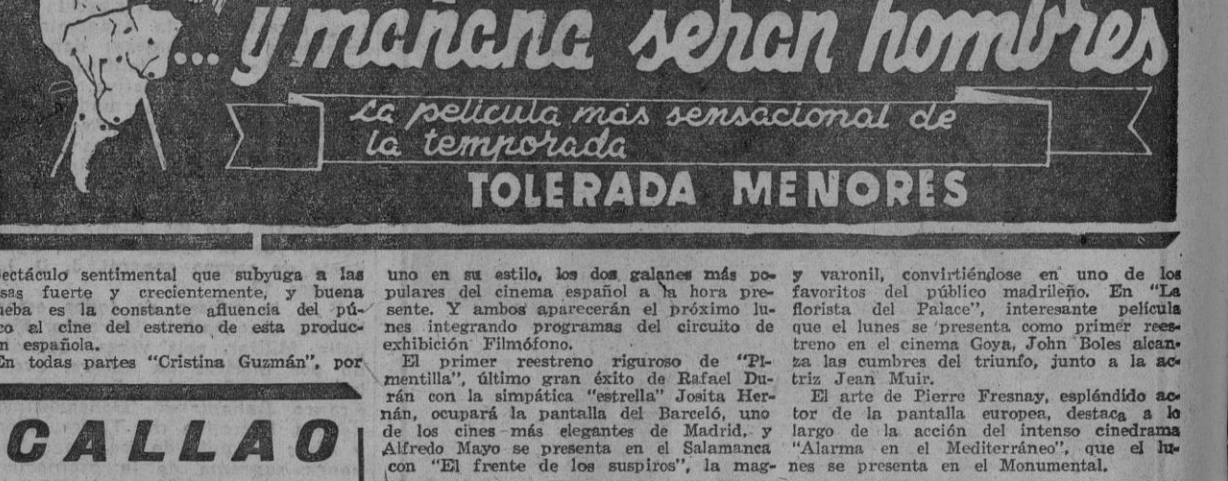 ... y mañana serán hombres
La película más sensacional de
la temporada
TOLERADA MENORES
ectáculo sentimental que subyuga a las
sas fuerte y crecientemente, y buena
ueba es la constante afluencia del pú-
co al cine del estreno de esta produc-
n española.
En todas partes "Cristina Guzmán", por
CALLAO
uno en su estilo, los dos galanes más po-
pulares del cinema español a la hora pre-
sente. Y ambos aparecerán el próximo lu-
nes integrando programas del circuito de
exhibición Filmófono.
El primer reestreno riguroso de "Pi-
mentilla", último gran éxito de Rafael Du-
rán con la simpática "estrella" Josita Her-
nán, ocupará la pantalla del Barceló, uno
de los cines más elegantes de Madrid, y
Alfredo Mayo se presenta en el Salamanca
con "El frente de los suspiros", la mag-
y varonil, convirtiéndose en uno de los
favoritos del público madrileño. En "La
florista del Palace", interesante película
que el lunes se presenta como primer rees-
treno en el cinema Goya, John Boles alcan-
za las cumbres del triunfo, junto a la ac-
triz Jean Muir.
El arte de Pierre Fresnay, espléndido ac-
tor de la pantalla europea, destaca a lo
largo de la acción del intenso cinedrama
"Alarma en el Mediterráneo", que el lu-
nes se presenta en el Monumental.